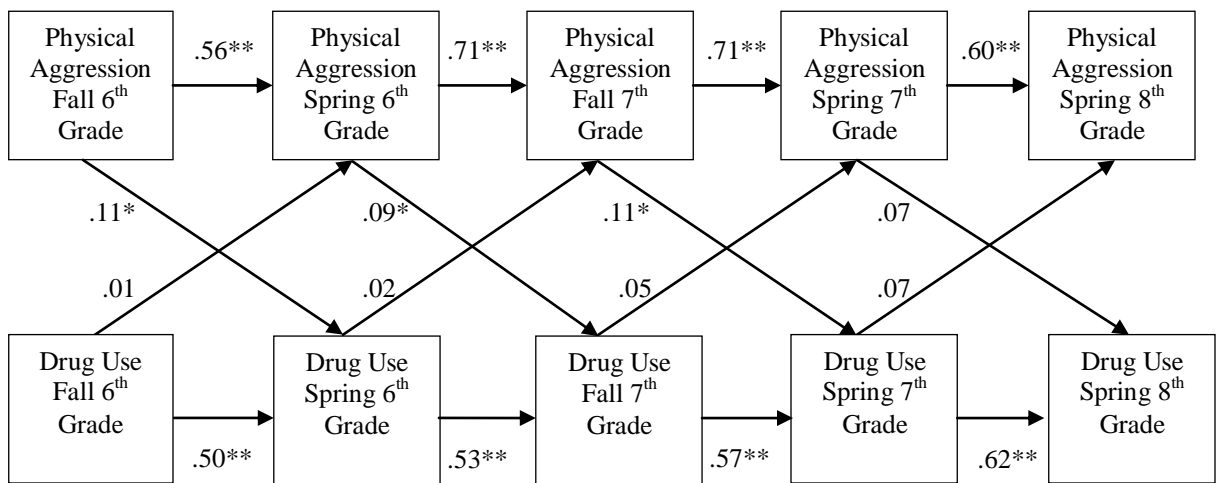 Physical
Aggression
Fall 6th
Grade
.56**
Physical
Aggression
Spring 6th
Grade
.71**
Physical
Aggression
Fall 7th
Grade
.71**
Physical
Aggression
Spring 7th
Grade
.60**
Physical
Aggression
Spring 8th
Grade
.11*
.09*
.11*
.07
.01
.02
.05
.07
Drug Use
Fall 6th
Grade
.50**
Drug Use
Spring 6th
Grade
.53**
Drug Use
Fall 7th
Grade
.57**
Drug Use
Spring 7th
Grade
.62**
Drug Use
Spring 8th
Grade